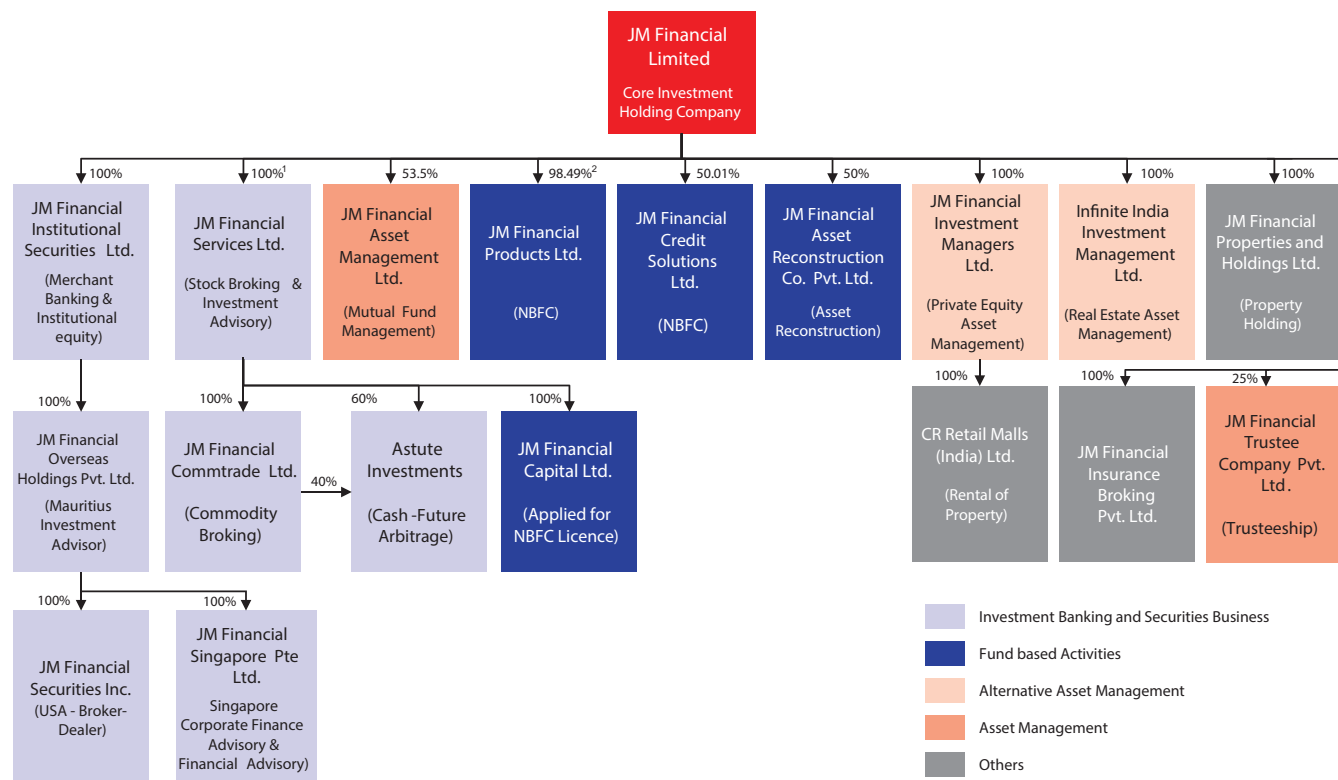 JM Financial
Limited
Core Investment
Holding Company
100%
100%¹
53.5%
98.49%²
50.01%
50%
100%
100%
100%
JM Financial
Institutional
Securities Ltd.
(Merchant
Banking &
Institutional
equity)
JM Financial
Services Ltd.
(Stock Broking &
Investment
Advisory)
JM Financial
Asset
Management
Ltd.
(Mutual Fund
Management)
JM Financial
Products Ltd.
(NBFC)
JM Financial
Credit
Solutions
Ltd.
(NBFC)
JM Financial
Asset
Reconstruction
Co. Pvt. Ltd.
(Asset
Reconstruction)
JM Financial
Investment
Managers
Ltd.
(Private Equity
Asset
Management)
Infinite India
Investment
Management
Ltd.
(Real Estate Asset
Management)
JM Financial
Properties and
Holdings Ltd.
(Property
Holding)
100%
100%
60%
100%
100%
100%
25%
JM Financial
Overseas
Holdings Pvt. Ltd.
(Mauritius
Investment
Advisor)
JM Financial
Commtrade Ltd.
(Commodity
Broking)
40%
Astute
Investments
(Cash -Future
Arbitrage)
JM Financial
Capital Ltd.
(Applied for
NBFC Licence)
CR Retail Malls
(India) Ltd.
(Rental of
Property)
JM Financial
Insurance
Broking
Pvt. Ltd.
JM Financial
Trustee
Company Pvt.
Ltd.
(Trusteeship)
100%
100%
JM Financial
Securities Inc.
(USA - Broker-
Dealer)
JM Financial
Singapore Pte
Ltd.
Singapore
Corporate Finance
Advisory &
Financial Advisory)
Investment Banking and Securities Business
Fund based Activities
Alternative Asset Management
Asset Management
Others